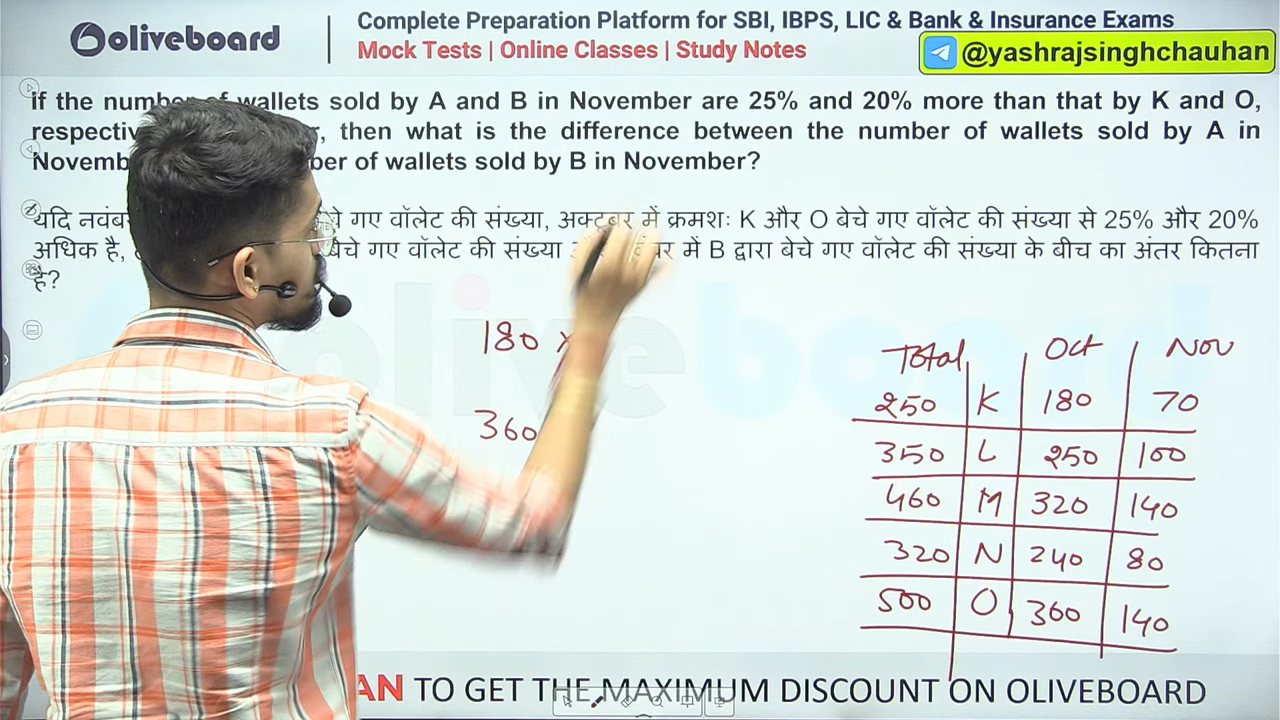 oliveboard
Complete Preparation Platform for SBI, IBPS, LIC & Bank & Insurance Exams
Mock Tests | Online Classes | Study Notes
@yashrajsinghchauhan
if the number of wallets sold by A and B in November are 25% and 20% more than that by K and O,
then what is the difference between the number of wallets sold by A in
of wallets sold by B in November?
यदि गए वॉलेट की संख्या, अक्टूबर में क्रमशः K और O बेचे गए वॉलेट की संख्या से 25% और 20%
अधिक है, बेचे गए वॉलेट की संख्या में B द्वारा बेचे गए वॉलेट की संख्या के बीच का अंतर कितना
है?
180 ×
360
Total Oct Nov
250 K 180 70
350 L 250 100
460 M 320 140
320 N 240 80
500 O 360 140
AN TO GET THE MAXIMUM DISCOUNT ON OLIVEBOARD